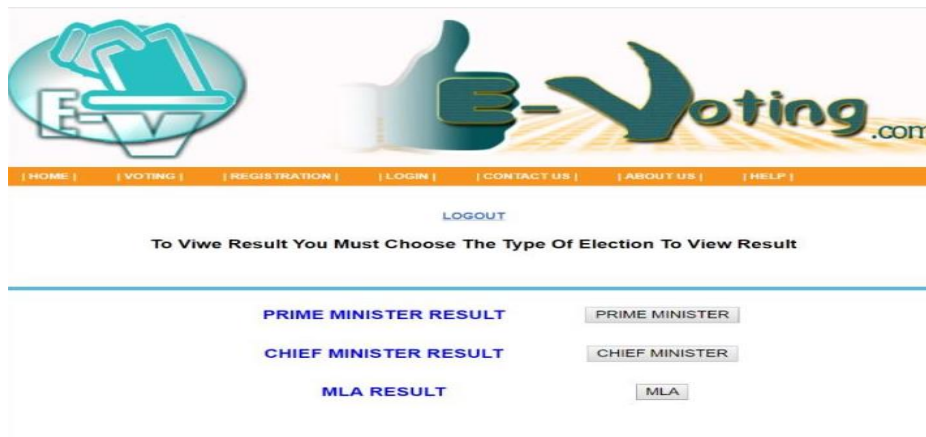 E-V
E-Voting.com
| HOME | | VOTING | | REGISTRATION | | LOGIN | | CONTACT US | | ABOUT US | | HELP |
LOGOUT
To Viwe Result You Must Choose The Type Of Election To View Result
PRIME MINISTER RESULT PRIME MINISTER
CHIEF MINISTER RESULT CHIEF MINISTER
MLA RESULT MLA